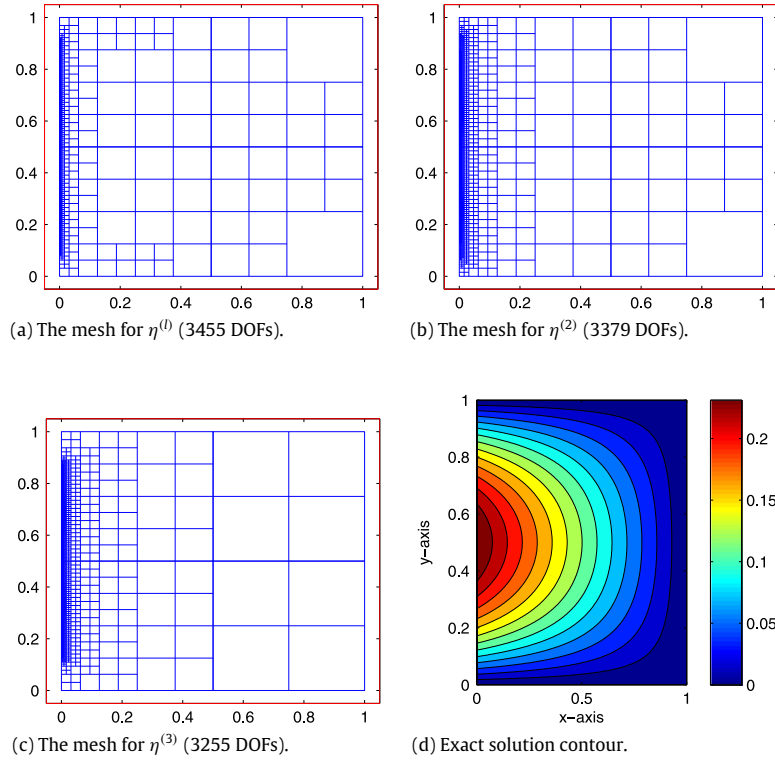 1
0.8
0.6
0.4
0.2
0
0 0.2 0.4 0.6 0.8 1
(a) The mesh for η^(l) (3455 DOFs).
1
0.8
0.6
0.4
0.2
0
0 0.2 0.4 0.6 0.8 1
(b) The mesh for η^(2) (3379 DOFs).
1
0.8
0.6
0.4
0.2
0
0 0.2 0.4 0.6 0.8 1
(c) The mesh for η^(3) (3255 DOFs).
y-axis
1
0.8
0.6
0.4
0.2
0
0 0.5 1
x-axis
0.2
0.15
0.1
0.05
0
(d) Exact solution contour.